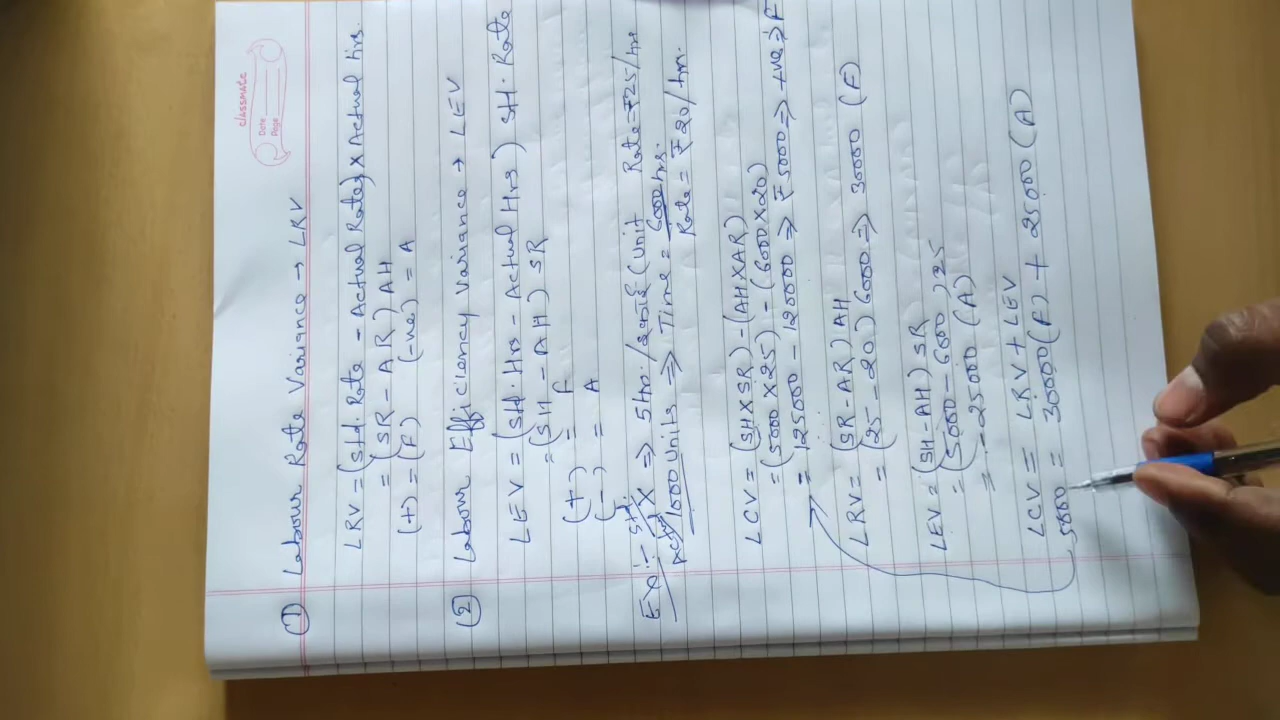 classmate
Date
Page
① Labour Rate Variance → LRV
LRV = (Std Rate - Actual Rate) x Actual Hrs.
= (SR - AR) AH
(+) = (F) (-ve) = A
② Labour Efficiency Variance → LEV
LEV = (Std. Hrs - Actual Hrs) Std. Rate
= (SH - AH) SR
(+) = F
(-) = A
Ex:- Std. X ⇒ 5 hr. / Unit Rate = ₹25/hr
Act. 1000 Units ⇒ Time = 6000 hrs.
Rate = ₹20/hr.
LCV = (SH X SR) - (AH X AR)
= (5000 X 25) - (6000 X 20)
= 125000 - 120000 ⇒ ₹5000 ⇒ +ve ⇒ F
LRV = (SR - AR) AH
= (25 - 20) 6000 ⇒ 30000 (F)
LEV = (SH - AH) SR
= (5000 - 6000) 25
= -25000 (A)
LCV = LRV + LEV
5000 = 30000 (F) + 25000 (A)